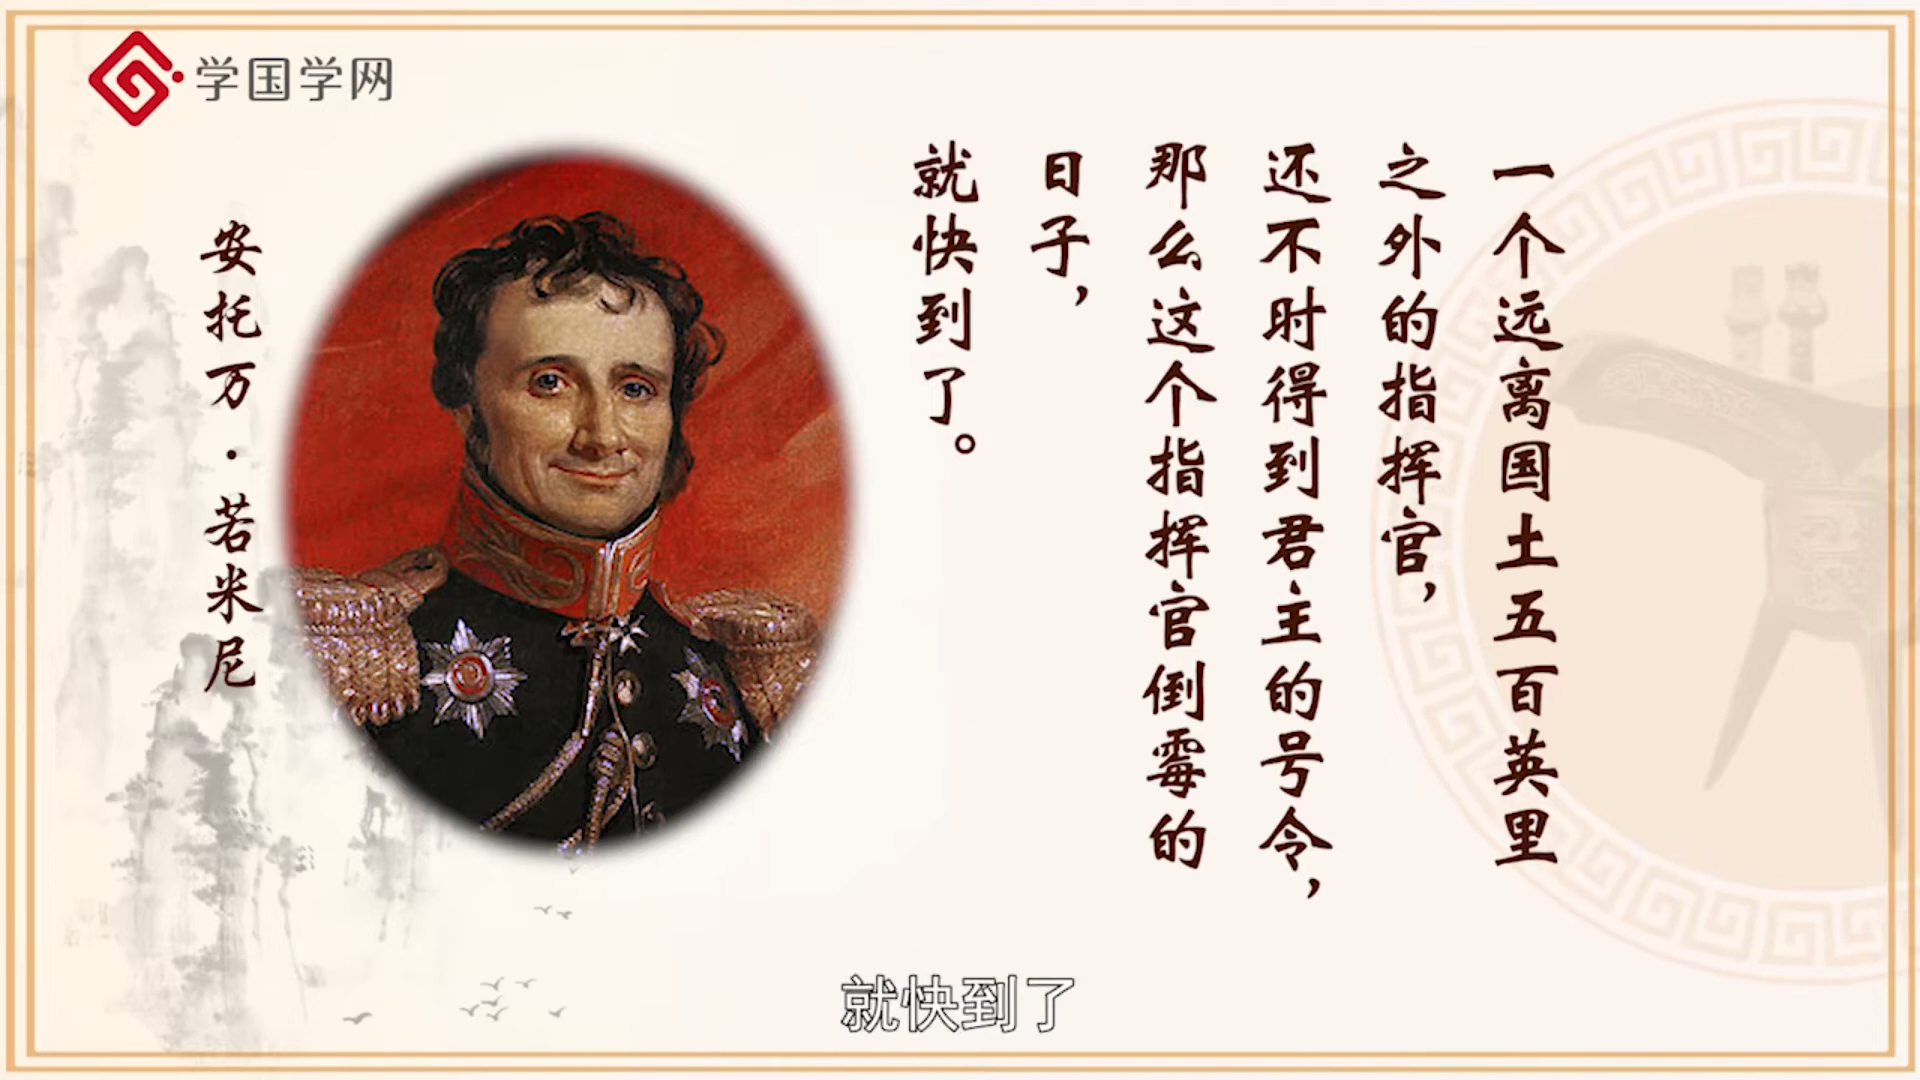 学国学网
一个远离国土五百英里
之外的指挥官，
还不时得到君主的号令，
那么这个指挥官倒霉的
日子，
就快到了。
安托万·若米尼
就快到了